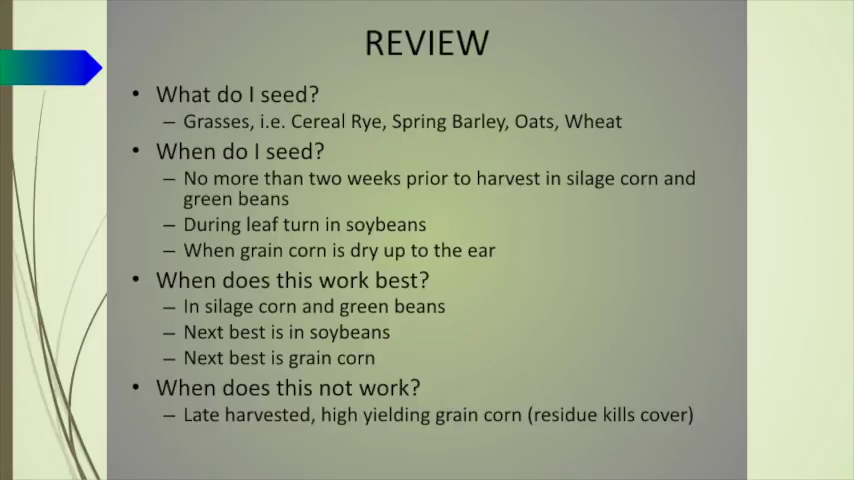 REVIEW
• What do I seed?
– Grasses, i.e. Cereal Rye, Spring Barley, Oats, Wheat
• When do I seed?
– No more than two weeks prior to harvest in silage corn and
green beans
– During leaf turn in soybeans
– When grain corn is dry up to the ear
• When does this work best?
– In silage corn and green beans
– Next best is in soybeans
– Next best is grain corn
• When does this not work?
– Late harvested, high yielding grain corn (residue kills cover)